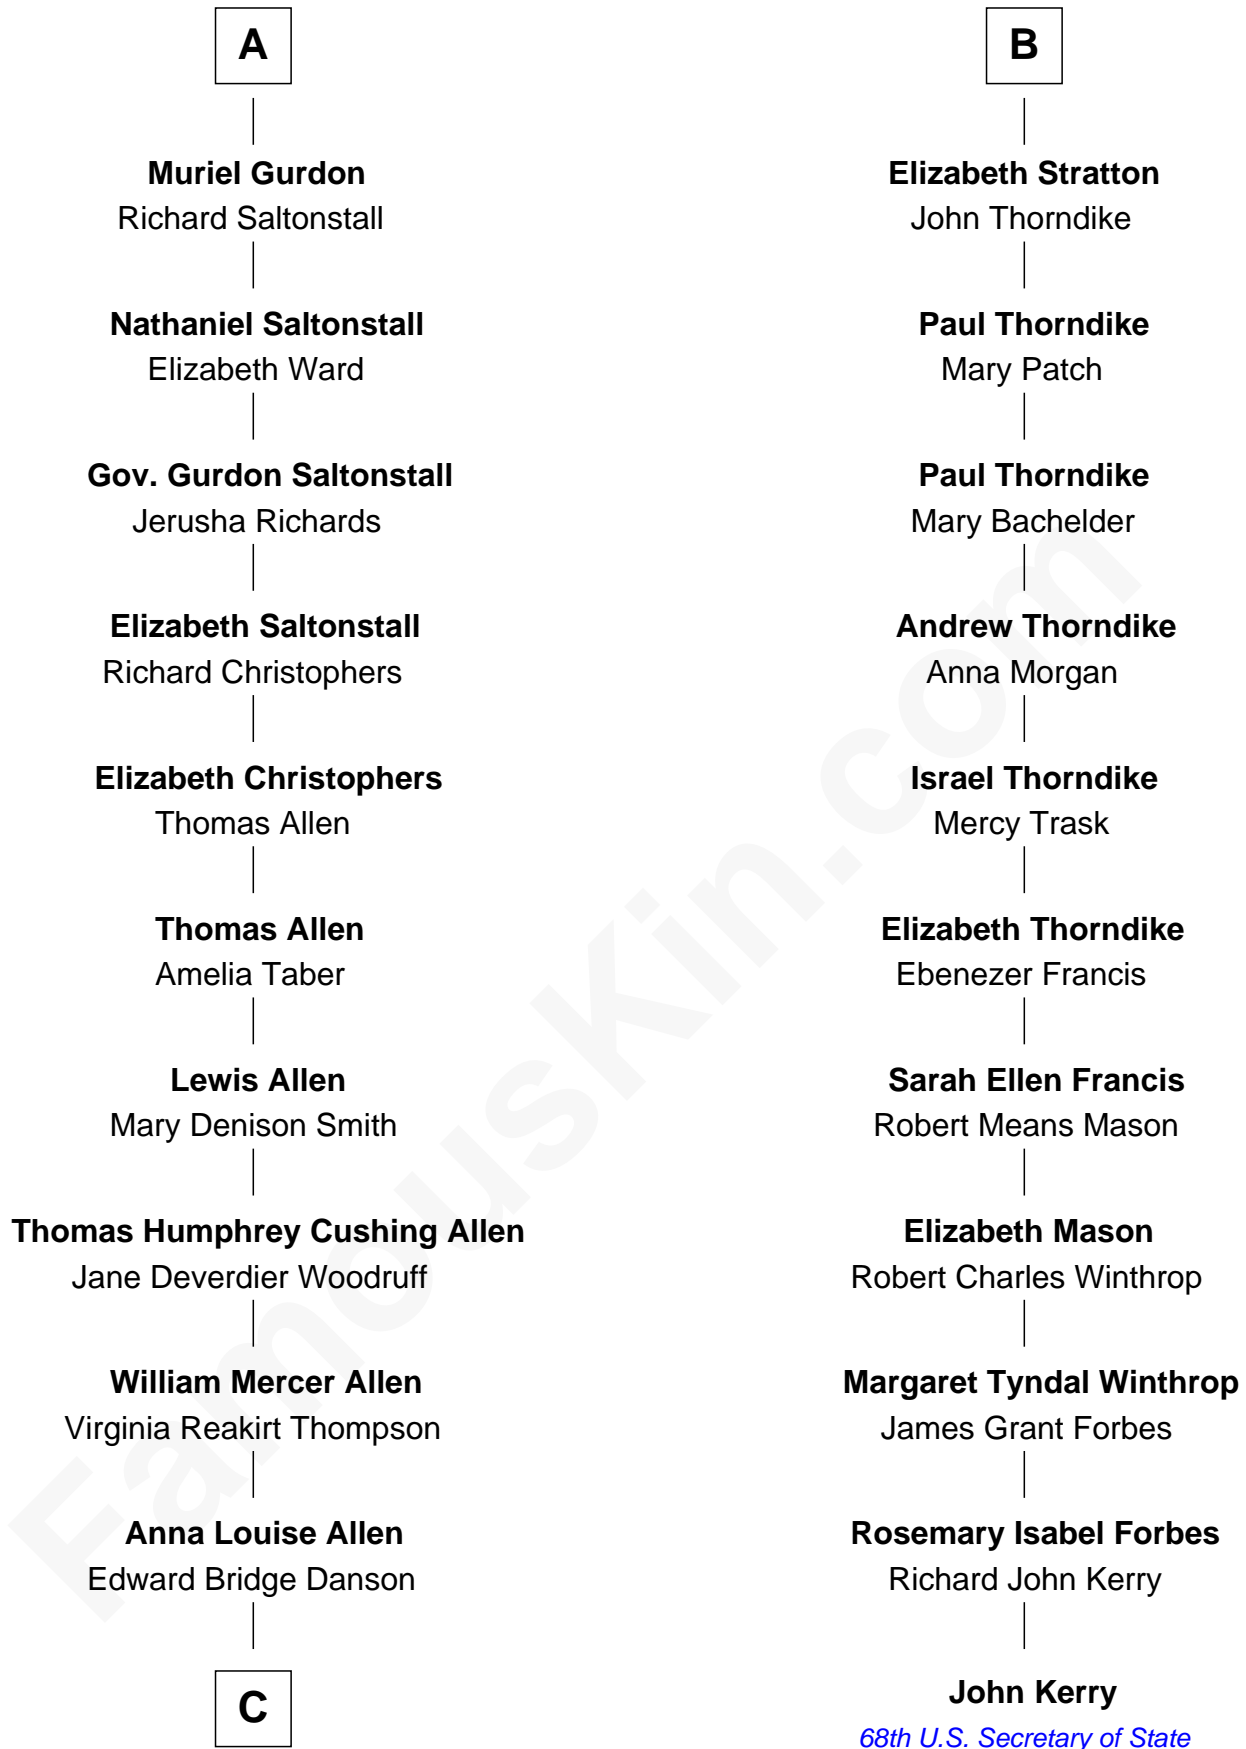 A
Muriel Gurdon
Richard Saltonstall
Nathaniel Saltonstall
Elizabeth Ward
Gov. Gurdon Saltonstall
Jerusha Richards
Elizabeth Saltonstall
Richard Christophers
Elizabeth Christophers
Thomas Allen
Thomas Allen
Amelia Taber
Lewis Allen
Mary Denison Smith
Thomas Humphrey Cushing Allen
Jane Deverdier Woodruff
William Mercer Allen
Virginia Reakirt Thompson
Anna Louise Allen
Edward Bridge Danson
C
B
Elizabeth Stratton
John Thorndike
Paul Thorndike
Mary Patch
Paul Thorndike
Mary Bachelder
Andrew Thorndike
Anna Morgan
Israel Thorndike
Mercy Trask
Elizabeth Thorndike
Ebenezer Francis
Sarah Ellen Francis
Robert Means Mason
Elizabeth Mason
Robert Charles Winthrop
Margaret Tyndal Winthrop
James Grant Forbes
Rosemary Isabel Forbes
Richard John Kerry
John Kerry
68th U.S. Secretary of State
FamousKin.com